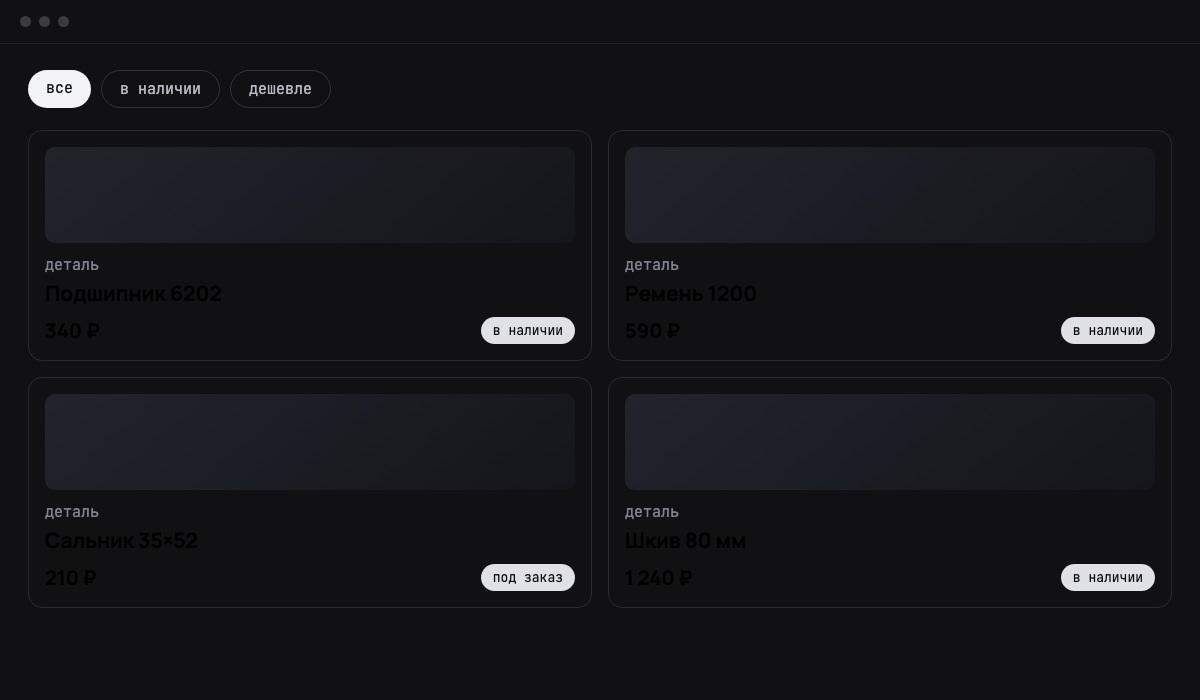 все
в наличии
дешевле
деталь
Подшипник 6202
340 ₽
в наличии
деталь
Ремень 1200
590 ₽
в наличии
деталь
Сальник 35×52
210 ₽
под заказ
деталь
Шкив 80 мм
1 240 ₽
в наличии